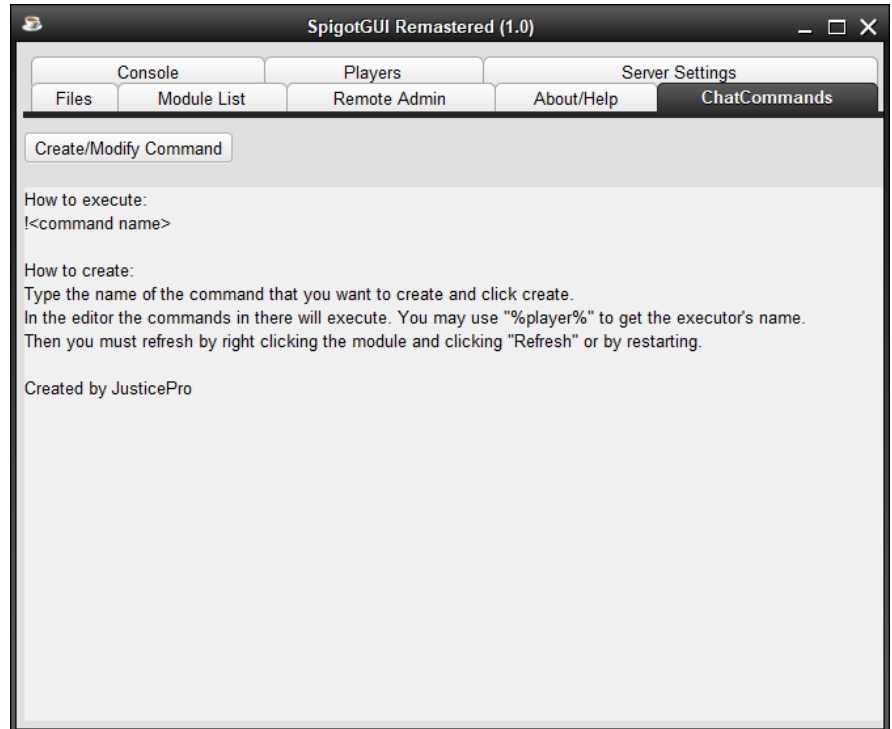 SpigotGUI Remastered (1.0)
Console Players Server Settings
Files Module List Remote Admin About/Help ChatCommands
Create/Modify Command
How to execute:
!<command name>
How to create:
Type the name of the command that you want to create and click create.
In the editor the commands in there will execute. You may use "%player%" to get the executor's name.
Then you must refresh by right clicking the module and clicking "Refresh" or by restarting.
Created by JusticePro